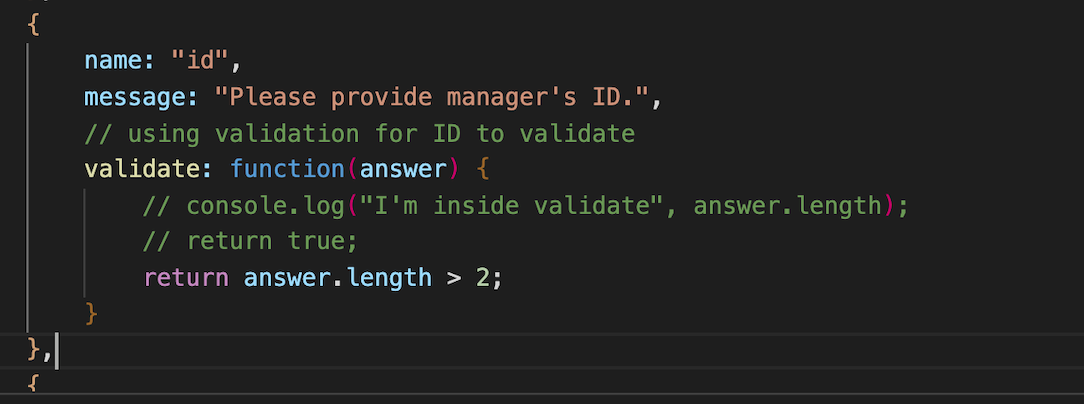 {
name: "id",
message: "Please provide manager's ID.",
// using validation for ID to validate
validate: function(answer) {
// console.log("I'm inside validate", answer.length);
// return true;
return answer.length > 2;
}
},
{